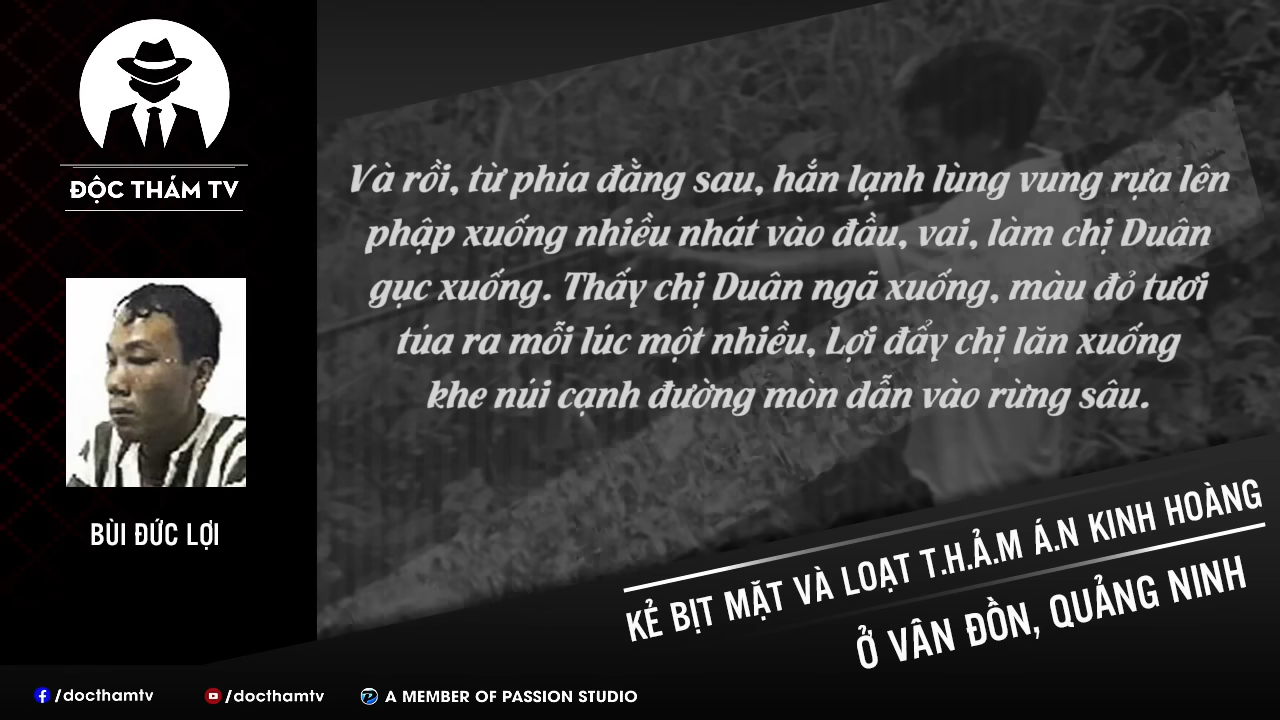 ĐỘC THÁM TV
BÙI ĐỨC LỢI
Và rồi, từ phía đằng sau, hắn lạnh lùng vung rựa lên
phập xuống nhiều nhát vào đầu, vai, làm chị Duân
gục xuống. Thấy chị Duân ngã xuống, màu đỏ tươi
túa ra mỗi lúc một nhiều, Lợi đẩy chị lăn xuống
khe núi cạnh đường mòn dẫn vào rừng sâu.
KẺ BỊT MẶT VÀ LOẠT T.H.Ả.M Á.N KINH HOÀNG
Ở VÂN ĐỒN, QUẢNG NINH
/docthamtv
/docthamtv
A MEMBER OF PASSION STUDIO